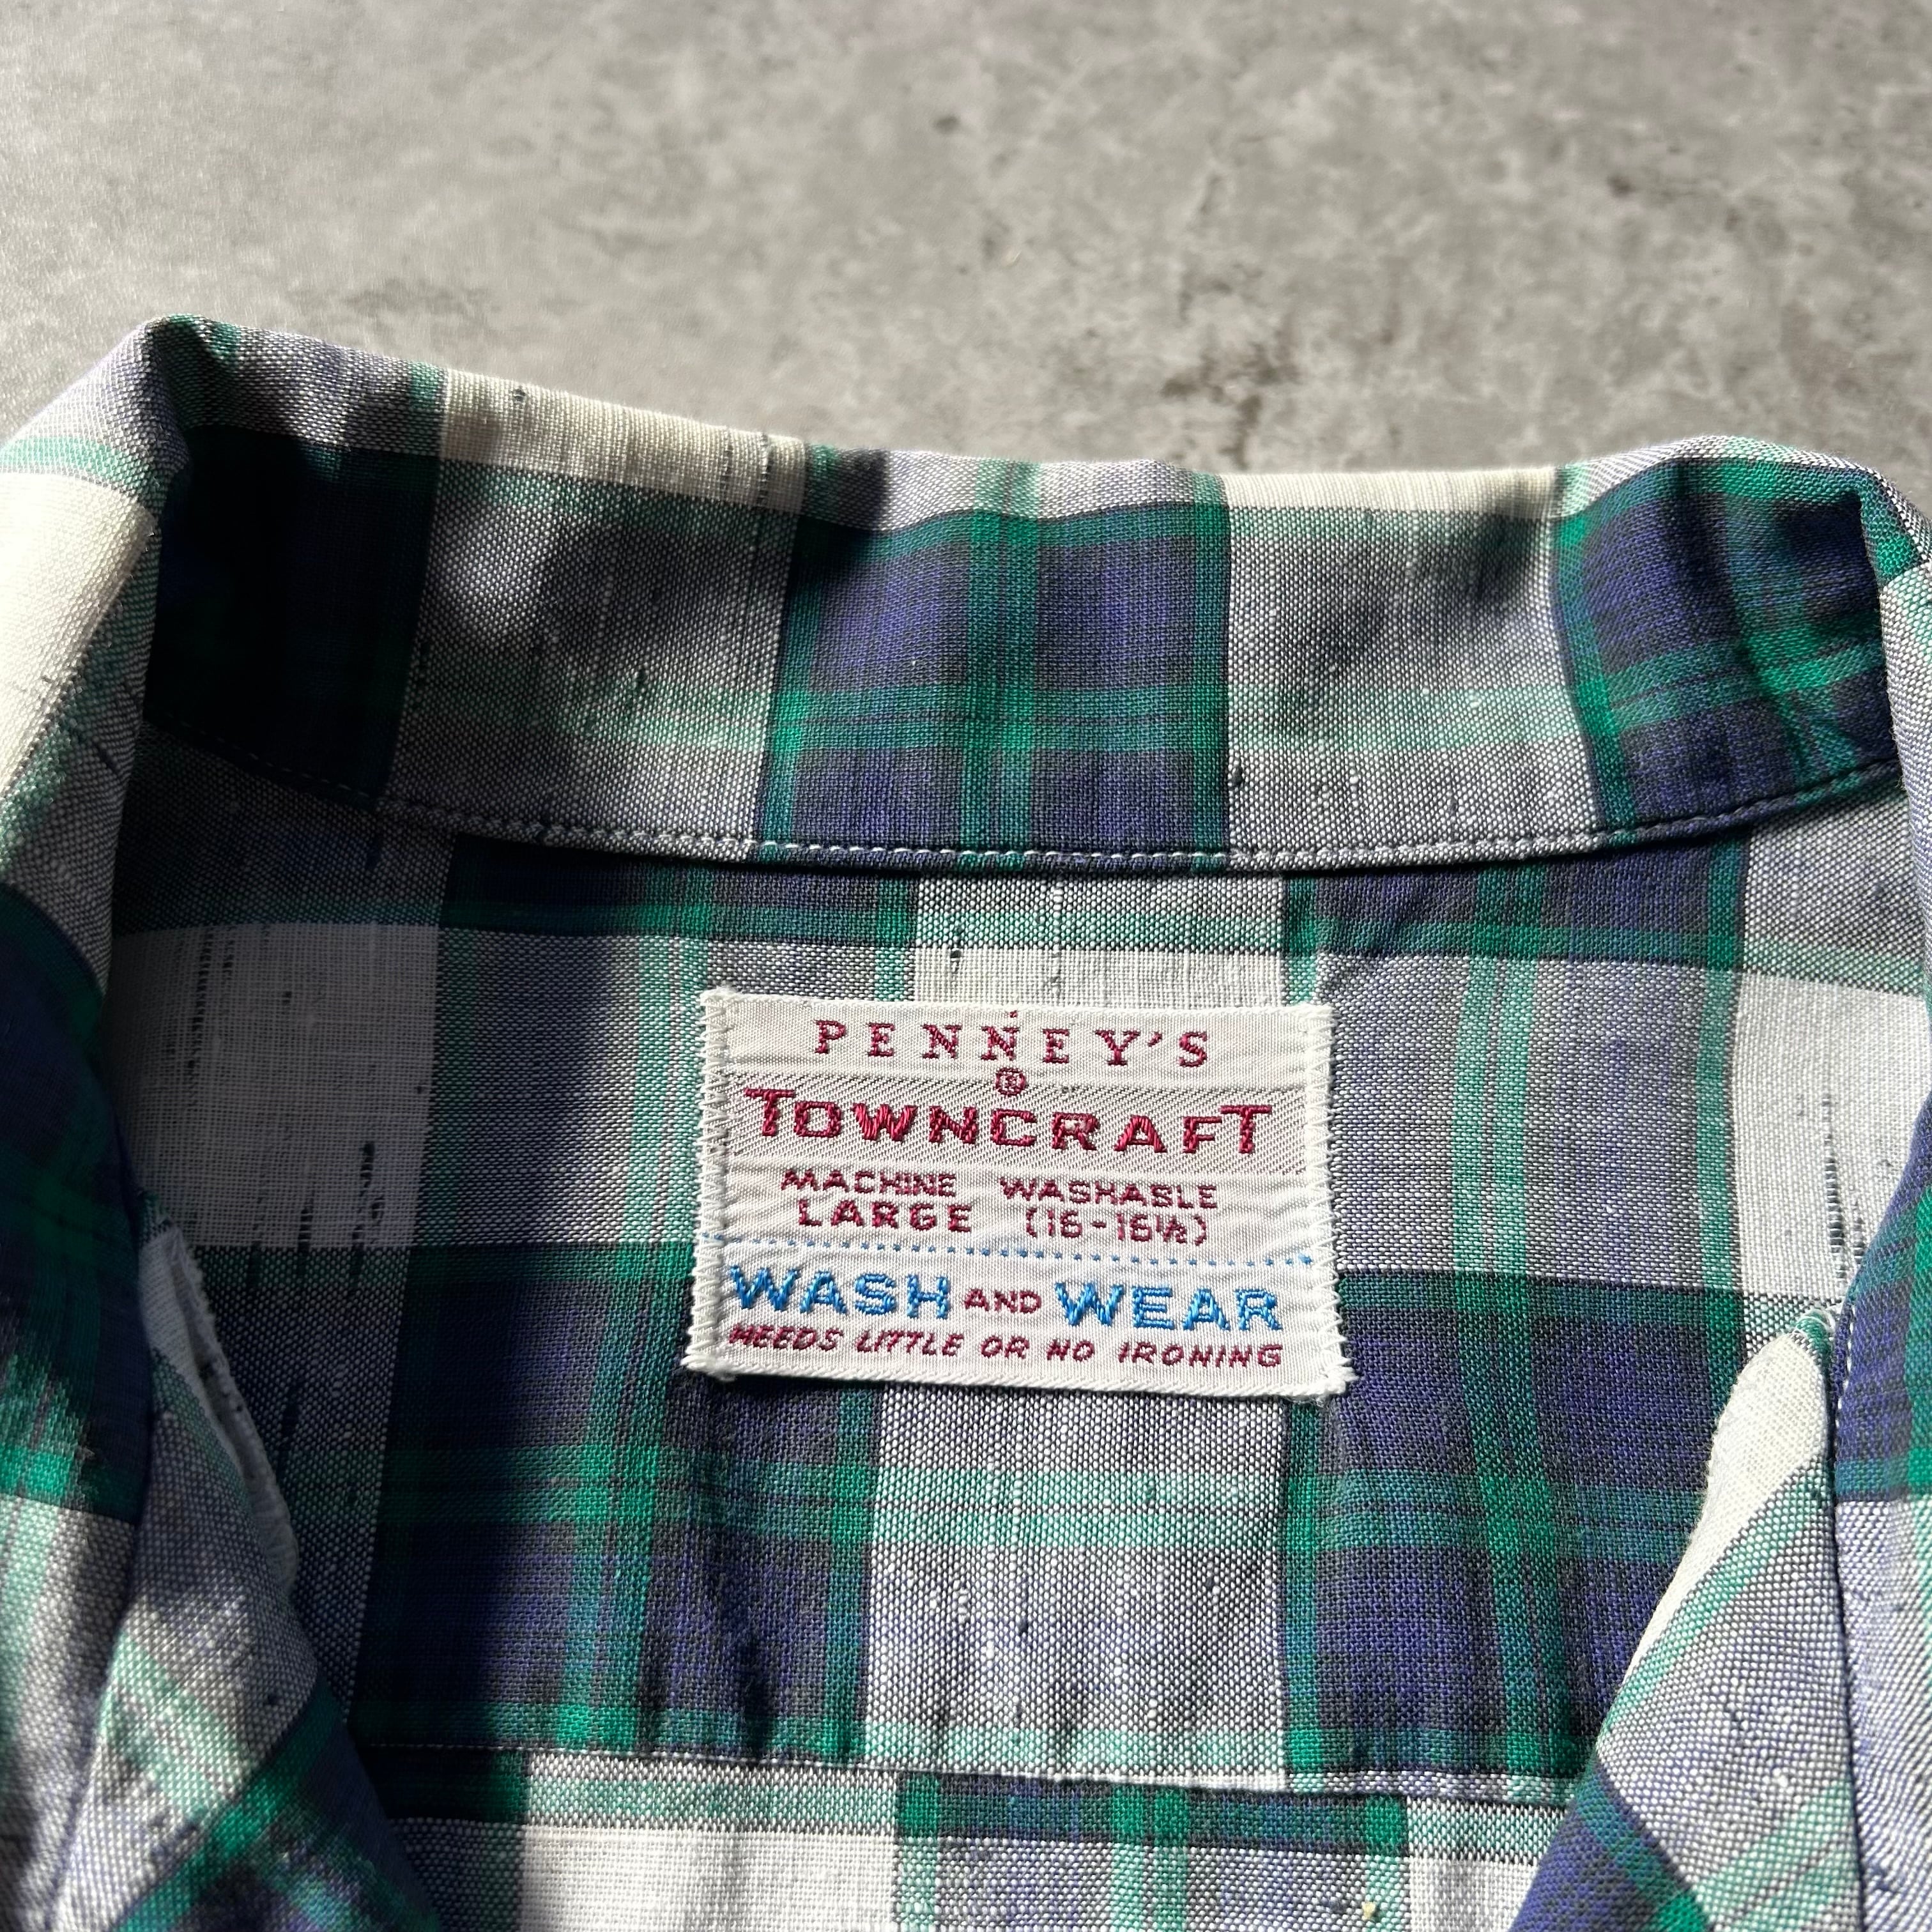 PENNEY'S
®
TOWNCRAFT
MACHINE WASHABLE
LARGE (16-16½)
WASH AND WEAR
NEEDS LITTLE OR NO IRONING